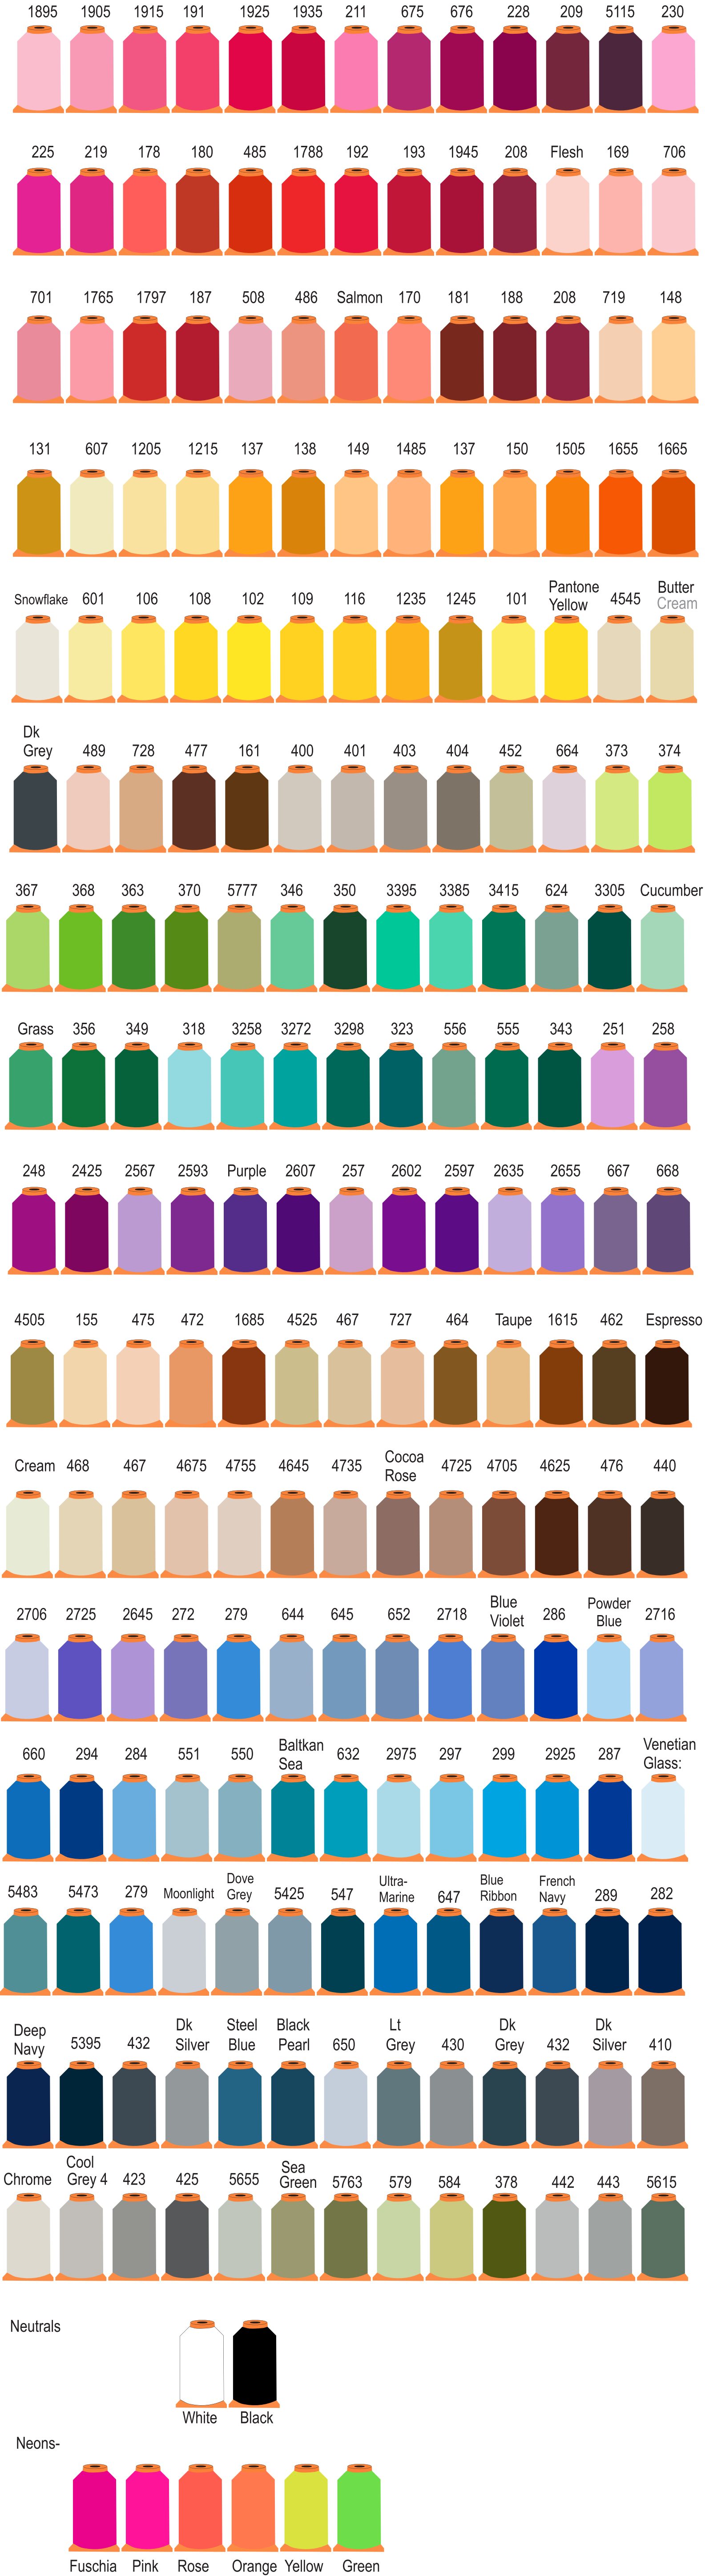 1895 1905 1915 191 1925 1935 211 675 676 228 209 5115 230
225 219 178 180 485 1788 192 193 1945 208 Flesh 169 706
701 1765 1797 187 508 486 Salmon 170 181 188 208 719 148
131 607 1205 1215 137 138 149 1485 137 150 1505 1655 1665
Snowflake 601 106 108 102 109 116 1235 1245 101 Pantone Yellow 4545 Butter Cream
Dk Grey 489 728 477 161 400 401 403 404 452 664 373 374
367 368 363 370 5777 346 350 3395 3385 3415 624 3305 Cucumber
Grass 356 349 318 3258 3272 3298 323 556 555 343 251 258
248 2425 2567 2593 Purple 2607 257 2602 2597 2635 2655 667 668
4505 155 475 472 1685 4525 467 727 464 Taupe 1615 462 Espresso
Cream 468 467 4675 4755 4645 4735 Cocoa Rose 4725 4705 4625 476 440
2706 2725 2645 272 279 644 645 652 2718 Blue Violet 286 Powder Blue 2716
660 294 284 551 550 Baltkan Sea 632 2975 297 299 2925 287 Venetian Glass:
5483 5473 279 Moonlight Dove Grey 5425 547 Ultra- Marine 647 Blue Ribbon French Navy 289 282
Deep Navy 5395 432 Dk Silver Steel Blue Black Pearl 650 Lt Grey 430 Dk Grey 432 Dk Silver 410
Chrome Cool Grey 4 423 425 5655 Sea Green 5763 579 584 378 442 443 5615
Neutrals
White Black
Neons-
Fuschia Pink Rose Orange Yellow Green